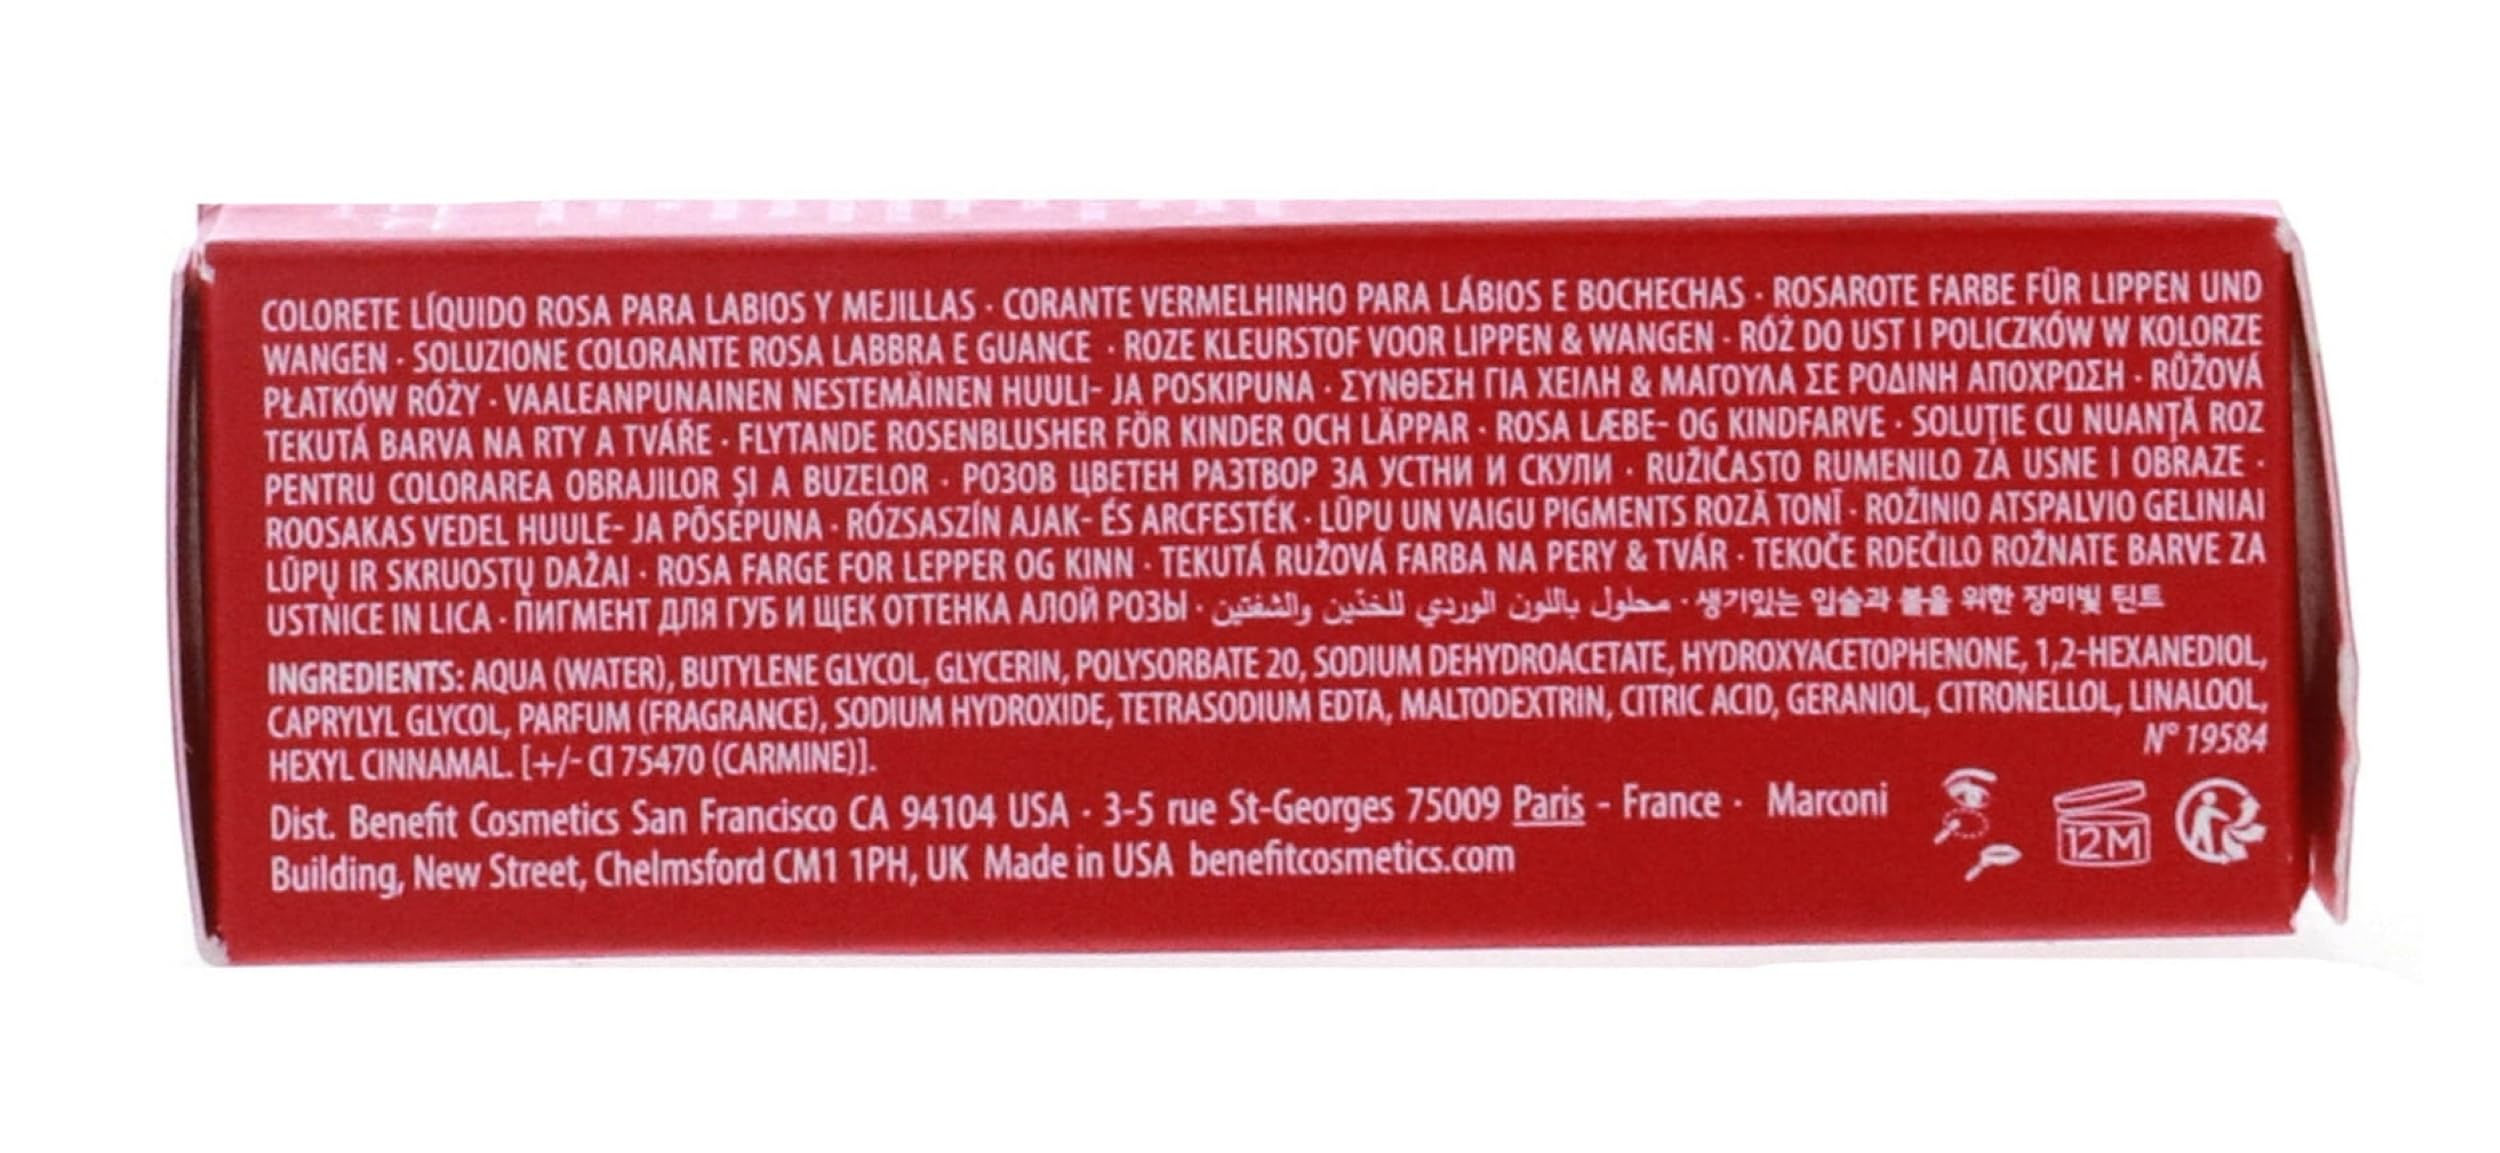 COLORETE LÍQUIDO ROSA PARA LABIOS Y MEJILLAS · CORANTE VERMELHINHO PARA LÁBIOS E BOCHECHAS · ROSAROTE FARBE FÜR LIPPEN UND
WANGEN · SOLUZIONE COLORANTE ROSA LABBRA E GUANCE · ROZE KLEURSTOF VOOR LIPPEN & WANGEN · RÓŻ DO UST I POLICZKÓW W KOLORZE
PŁATKÓW RÓŻY · VAALEANPUNAINEN NESTEMÄINEN HUULI- JA POSKIPUNA · ΣΥΝΘΕΣΗ ΓΙΑ ΧΕΙΛΗ & ΜΑΓΟΥΛΑ ΣΕ ΡΟΔΙΝΗ ΑΠΟΧΡΩΣΗ · RŮŽOVÁ
TEKUTÁ BARVA NA RTY A TVÁŘE · FLYTANDE ROSENBLUSHER FÖR KINDER OCH LÄPPAR · ROSA LÆBE- OG KINDFARVE · SOLUȚIE CU NUANȚĂ ROZ
PENTRU COLORAREA OBRAJILOR ȘI A BUZELOR · РОЗОВ ЦВЕТЕН РАЗТВОР ЗА УСТНИ И СКУЛИ · RUŽIČASTO RUMENILO ZA USNE I OBRAZE ·
ROOSAKAS VEDEL HUULE- JA PÕSEPUNA · RÓZSASZÍN AJAK- ÉS ARCFESTÉK · LŪPU UN VAIGU PIGMENTS ROZĀ TONĪ · ROŽINIO ATSPALVIO GELINIAI
LŪPŲ IR SKRUOSTŲ DAŽAI · ROSA FARGE FOR LEPPER OG KINN · TEKUTÁ RUŽOVÁ FARBA NA PERY & TVÁR · TEKOČE RDEČILO ROŽNATE BARVE ZA
USTNICE IN LICA · ПИГМЕНТ ДЛЯ ГУБ И ЩЕК ОТТЕНКА АЛОЙ РОЗЫ · محلول باللون الوردي للخدّين والشفتين · 생기있는 입술과 볼을 위한 장미빛 틴트
INGREDIENTS: AQUA (WATER), BUTYLENE GLYCOL, GLYCERIN, POLYSORBATE 20, SODIUM DEHYDROACETATE, HYDROXYACETOPHENONE, 1,2-HEXANEDIOL,
CAPRYLYL GLYCOL, PARFUM (FRAGRANCE), SODIUM HYDROXIDE, TETRASODIUM EDTA, MALTODEXTRIN, CITRIC ACID, GERANIOL, CITRONELLOL, LINALOOL,
HEXYL CINNAMAL. [+/- CI 75470 (CARMINE)].
N° 19584
Dist. Benefit Cosmetics San Francisco CA 94104 USA · 3-5 rue St-Georges 75009 Paris - France · Marconi
Building, New Street, Chelmsford CM1 1PH, UK Made in USA benefitcosmetics.com
12M